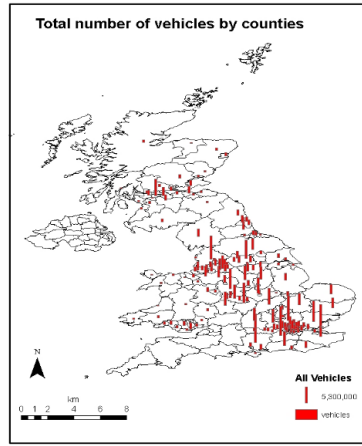 Total number of vehicles by counties
N
km
0 1 2 4 6 8
All Vehicles
5,300,000
vehicles